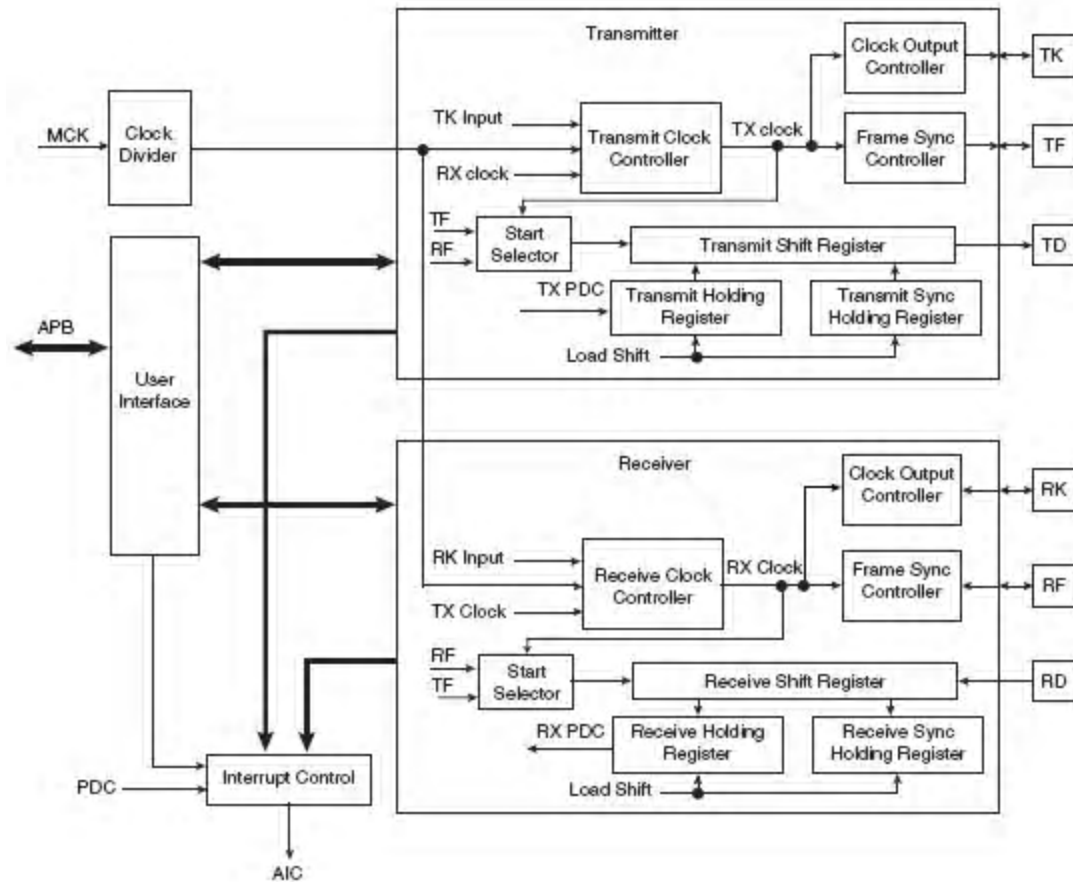 Transmitter
Clock Output
Controller
TK
MCK
Clock
Divider
TK Input
Transmit Clock
Controller
TX clock
Frame Sync
Controller
TF
RX clock
TF
RF
Start
Selector
Transmit Shift Register
TD
TX PDC
Transmit Holding
Register
Transmit Sync
Holding Register
APB
Load Shift
User
Interface
Receiver
Clock Output
Controller
RK
RK Input
Receive Clock
Controller
RX Clock
Frame Sync
Controller
RF
TX Clock
RF
TF
Start
Selector
Receive Shift Register
RD
RX PDC
Receive Holding
Register
Receive Sync
Holding Register
Load Shift
PDC
Interrupt Control
AIC